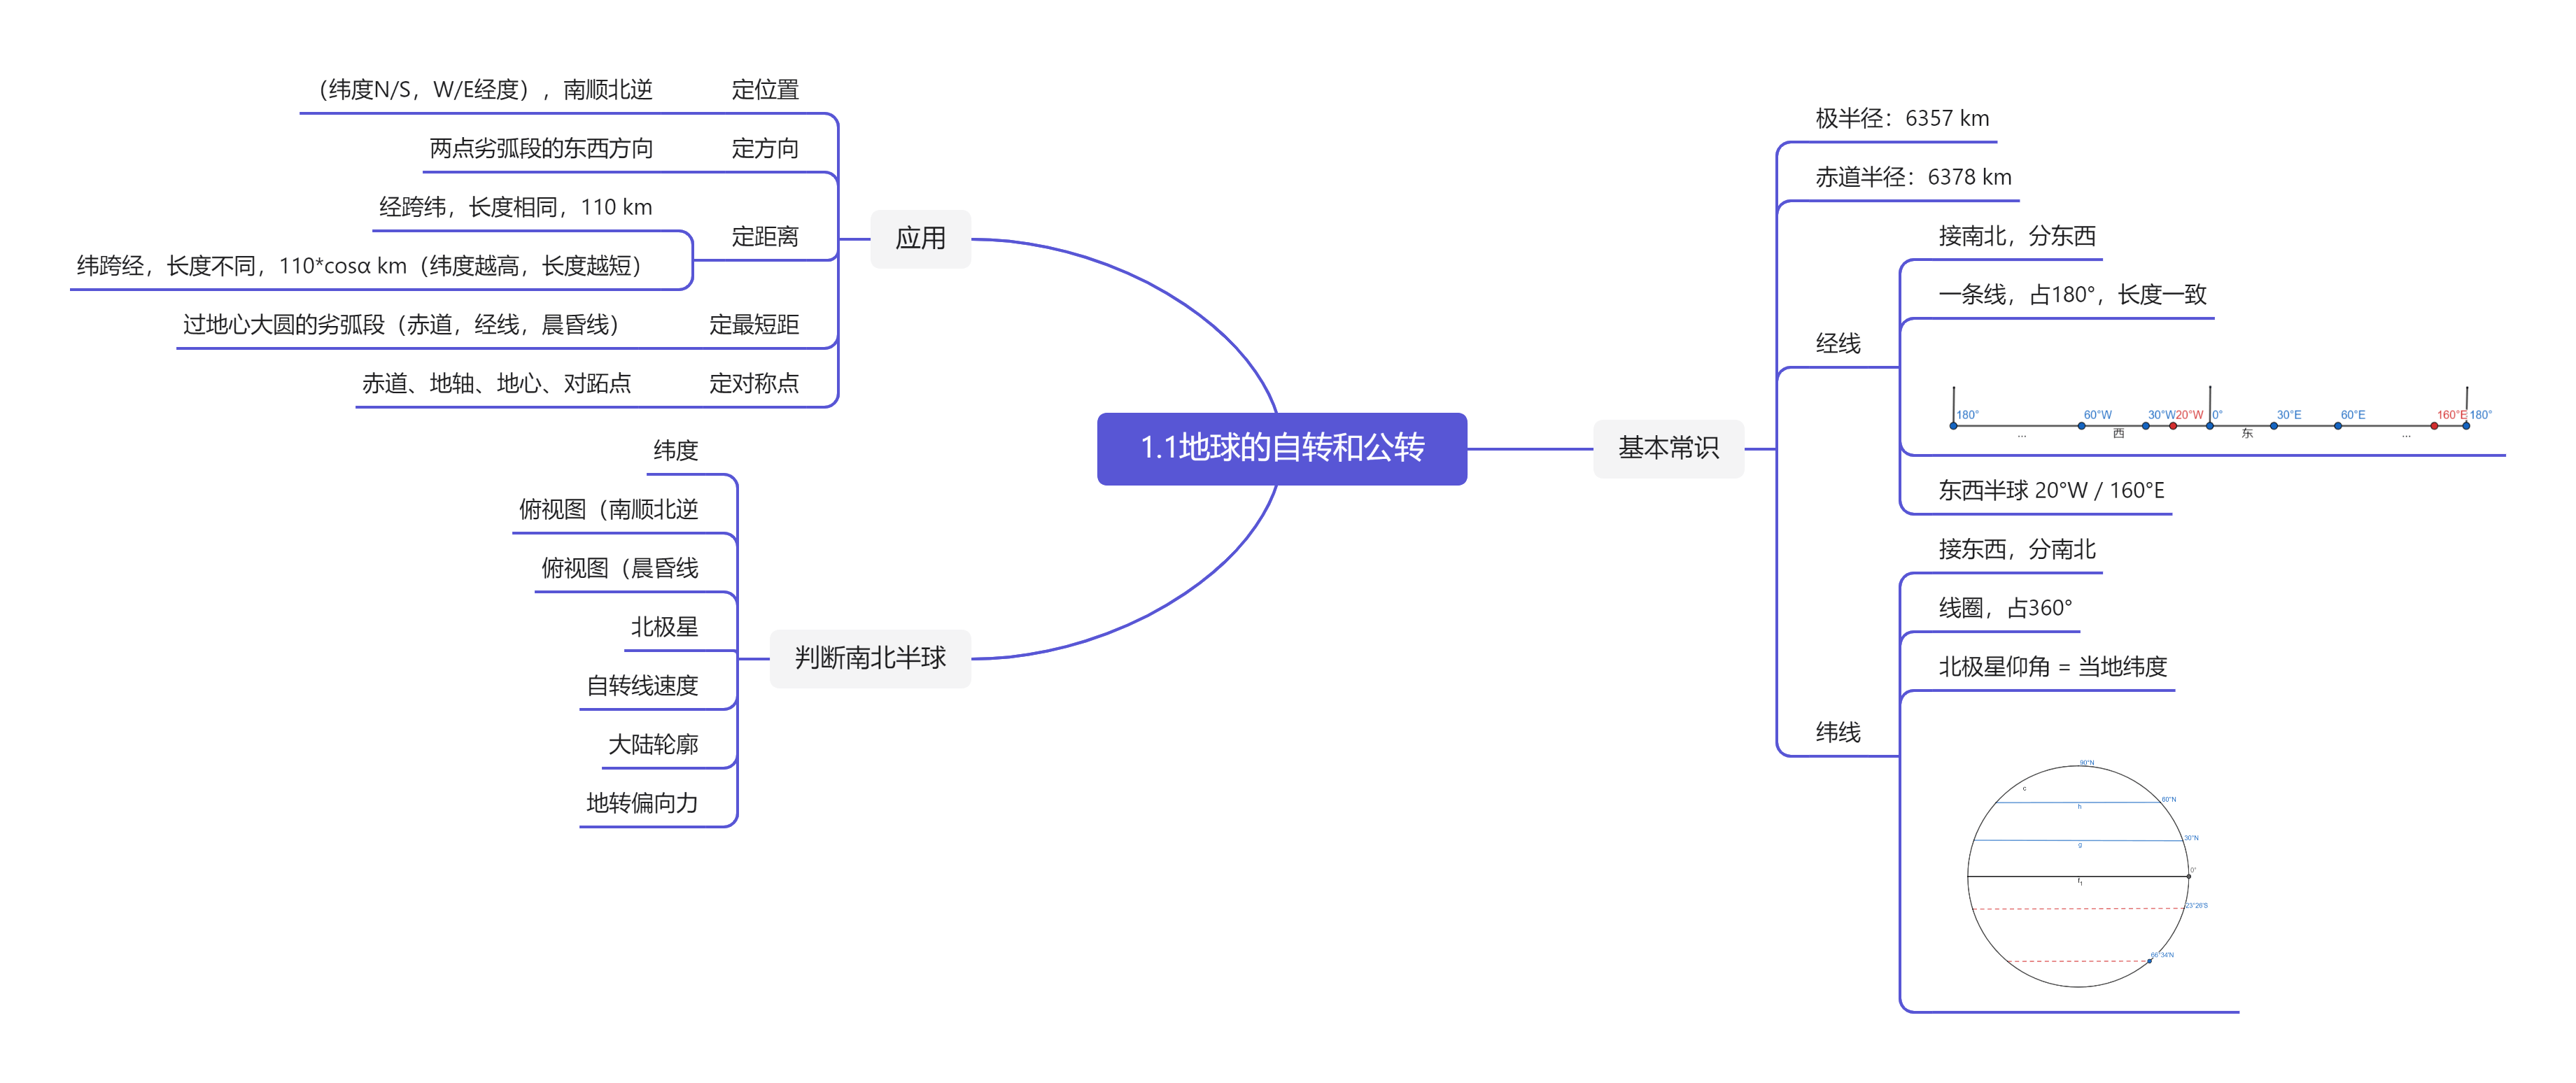 1.1地球的自转和公转
基本常识
极半径：6357 km
赤道半径：6378 km
经线
接南北，分东西
一条线，占180°，长度一致
180° 60°W 30°W 20°W 0° 30°E 60°E 160°E 180°
... 西 东 ...
东西半球 20°W / 160°E
纬线
接东西，分南北
线圈，占360°
北极星仰角 = 当地纬度
90°N
c
60°N
h
30°N
g
0°
f₁
23°26'S
66°34'N
应用
定位置
（纬度N/S，W/E经度），南顺北逆
定方向
两点劣弧段的东西方向
定距离
经跨纬，长度相同，110 km
纬跨经，长度不同，110*cosα km（纬度越高，长度越短）
定最短距
过地心大圆的劣弧段（赤道，经线，晨昏线）
定对称点
赤道、地轴、地心、对跖点
判断南北半球
纬度
俯视图（南顺北逆
俯视图（晨昏线
北极星
自转线速度
大陆轮廓
地转偏向力